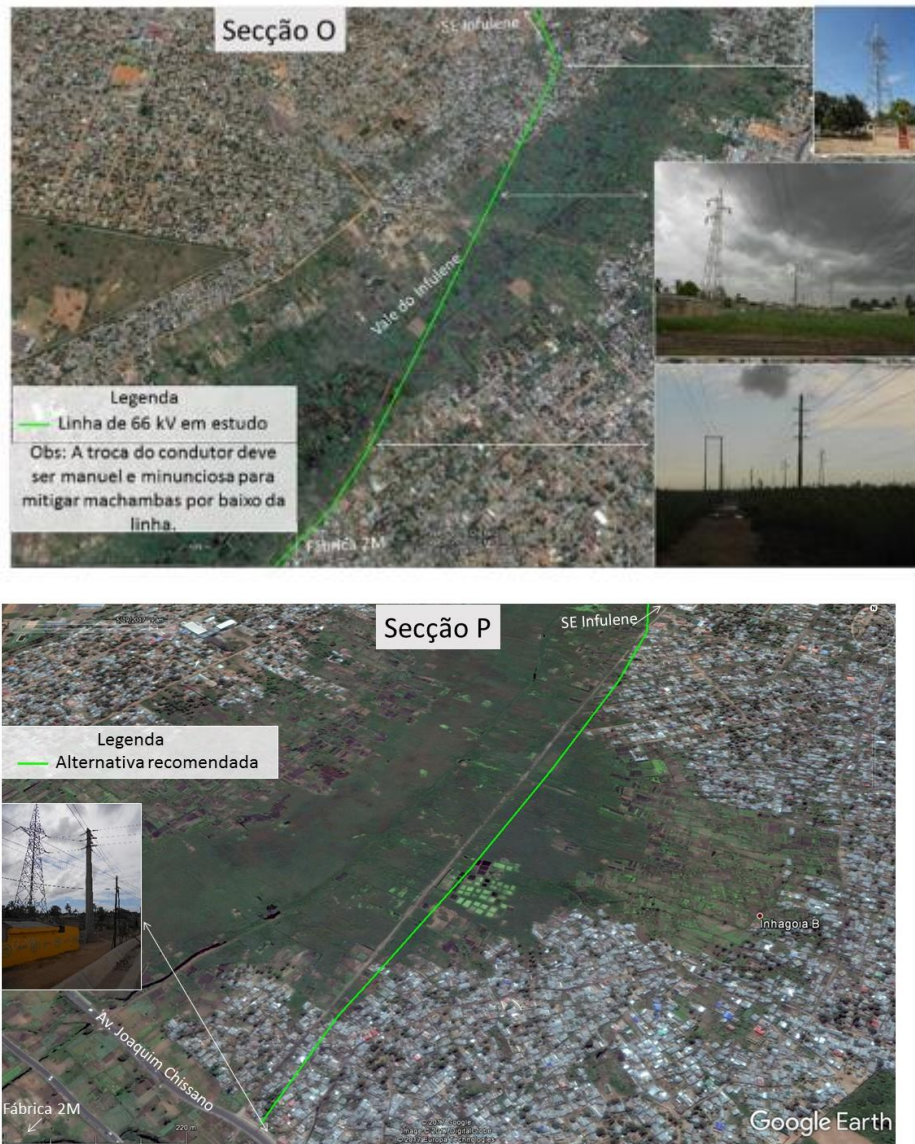 Secção O
SE Infulene
Vale do Infulene
Legenda
Linha de 66 kV em estudo
Obs: A troca do condutor deve
ser manuel e minunciosa para
mitigar machambas por baixo da
linha.
Fábrica 2M
Secção P
SE Infulene
Legenda
Alternativa recomendada
Inhagoia B
Av. Joaquim Chissano
Fábrica 2M
220 m
Google Earth